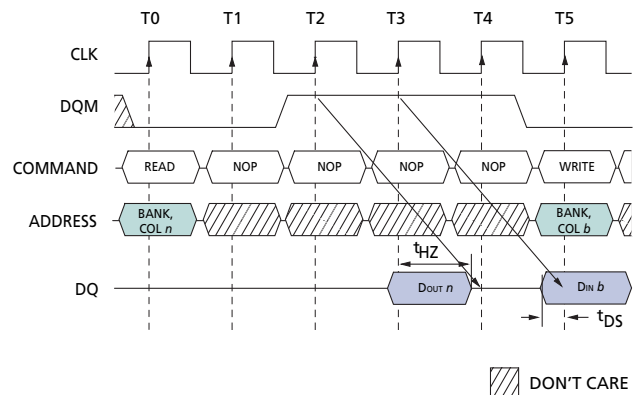 T0 T1 T2 T3 T4 T5
CLK
DQM
COMMAND READ NOP NOP NOP NOP WRITE
ADDRESS BANK, COL n BANK, COL b
tHZ
DQ DOUT n DIN b
tDS
DON'T CARE